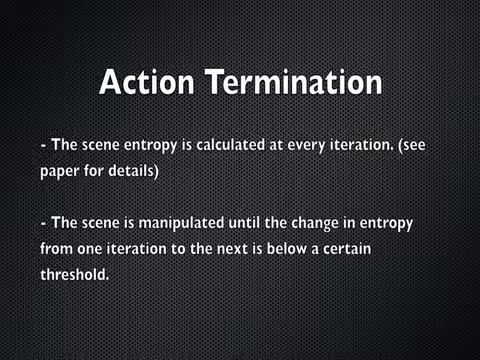 Action Termination
- The scene entropy is calculated at every iteration. (see
paper for details)
- The scene is manipulated until the change in entropy
from one iteration to the next is below a certain
threshold.